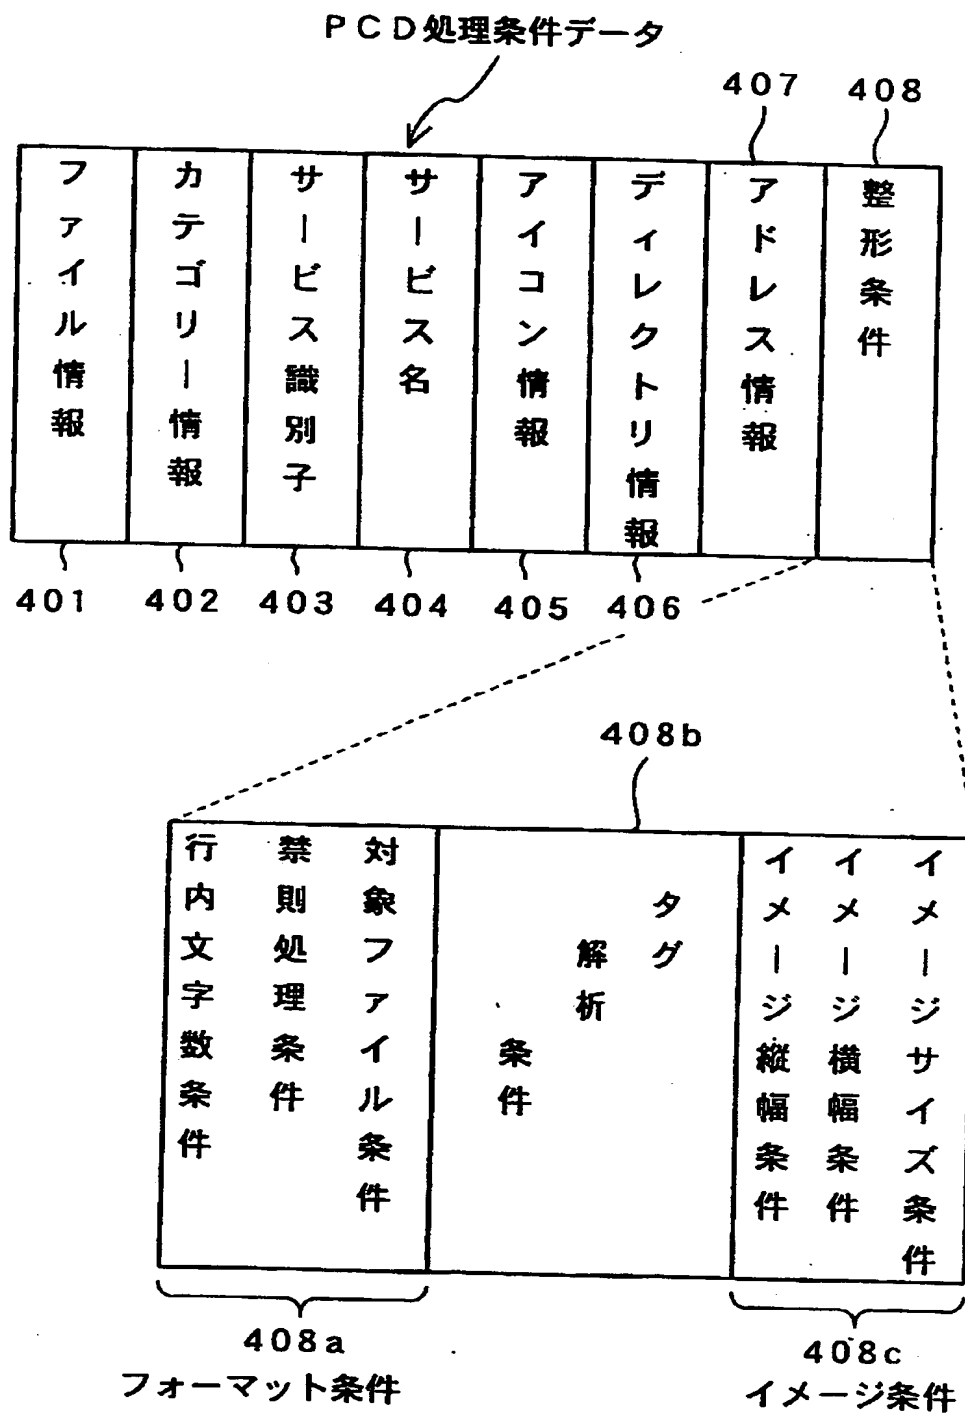 PCD処理条件データ
407
408
ファイル情報
カテゴリー情報
サービス識別子
サービス名
アイコン情報
ディレクトリ情報
アドレス情報
整形条件
401
402
403
404
405
406
408b
対象ファイル条件
禁則処理条件
行内文字数条件
タグ
解析
条件
イメージサイズ条件
イメージ横幅条件
イメージ縦幅条件
408a
フォーマット条件
408c
イメージ条件